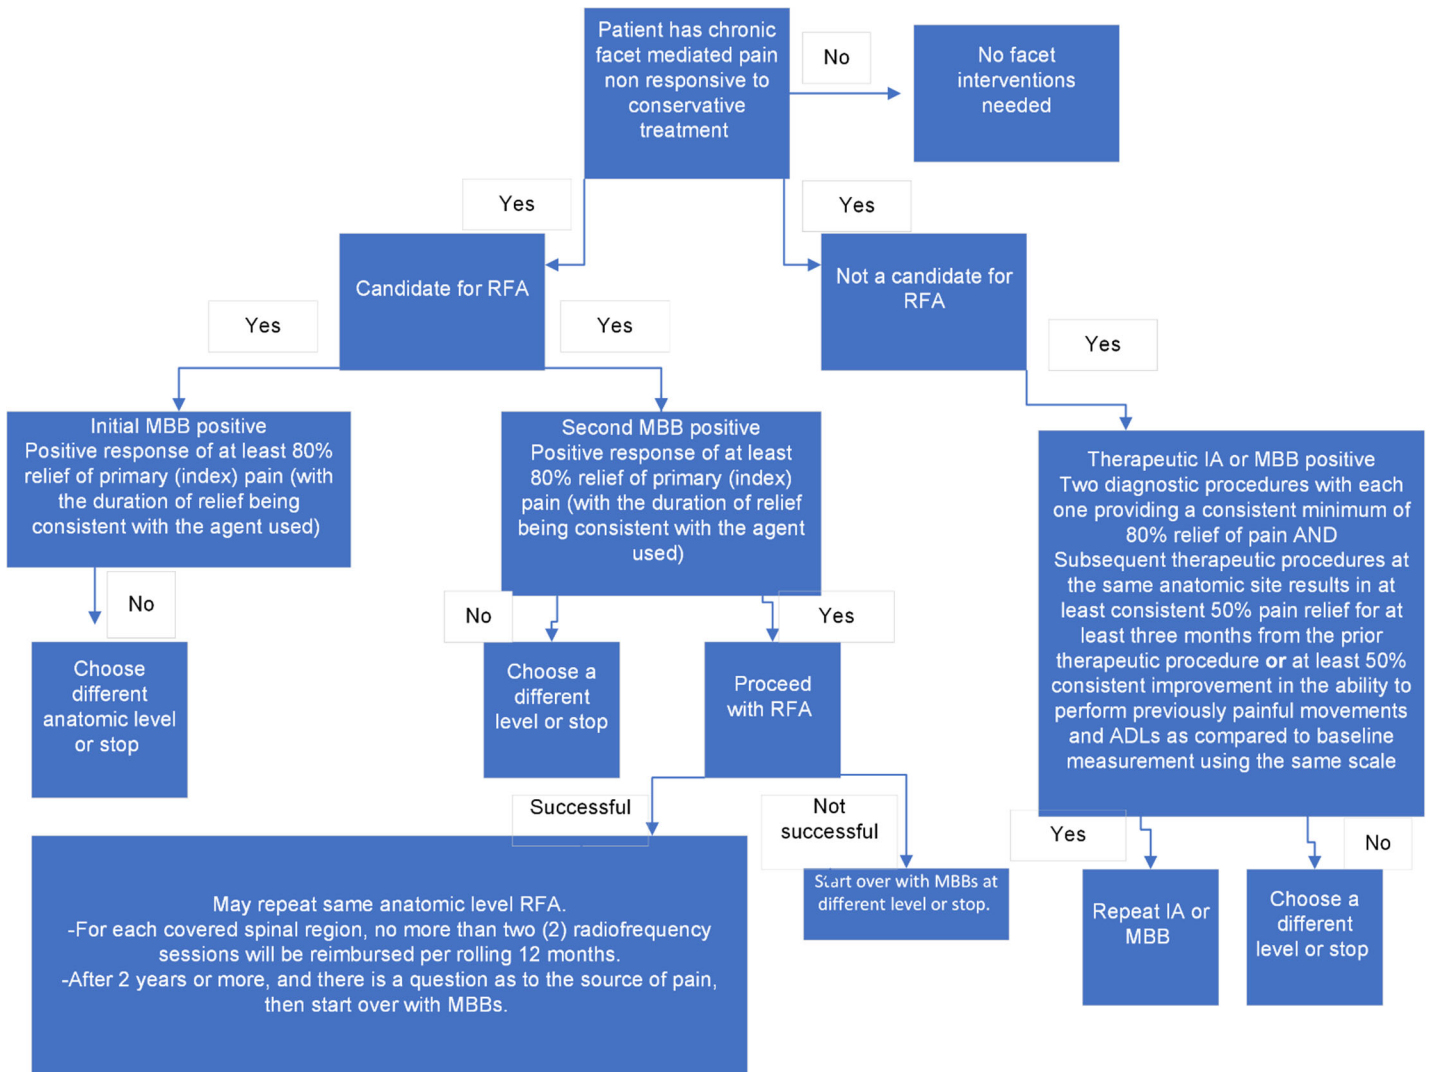 Patient has chronic
facet mediated pain
non responsive to
conservative
treatment
No
No facet
interventions
needed
Yes
Yes
Candidate for RFA
Not a candidate for
RFA
Yes
Yes
Yes
Initial MBB positive
Positive response of at least 80%
relief of primary (index) pain (with
the duration of relief being
consistent with the agent used)
Second MBB positive
Positive response of at least
80% relief of primary (index)
pain (with the duration of relief
being consistent with the agent
used)
Therapeutic IA or MBB positive
Two diagnostic procedures with each
one providing a consistent minimum of
80% relief of pain AND
Subsequent therapeutic procedures at
the same anatomic site results in at
least consistent 50% pain relief for at
least three months from the prior
therapeutic procedure or at least 50%
consistent improvement in the ability to
perform previously painful movements
and ADLs as compared to baseline
measurement using the same scale
No
No
Yes
Choose
different
anatomic level
or stop
Choose a
different
level or stop
Proceed
with RFA
Successful
Not
successful
Yes
No
May repeat same anatomic level RFA.
-For each covered spinal region, no more than two (2) radiofrequency
sessions will be reimbursed per rolling 12 months.
-After 2 years or more, and there is a question as to the source of pain,
then start over with MBBs.
Start over with MBBs at
different level or stop.
Repeat IA or
MBB
Choose a
different
level or stop